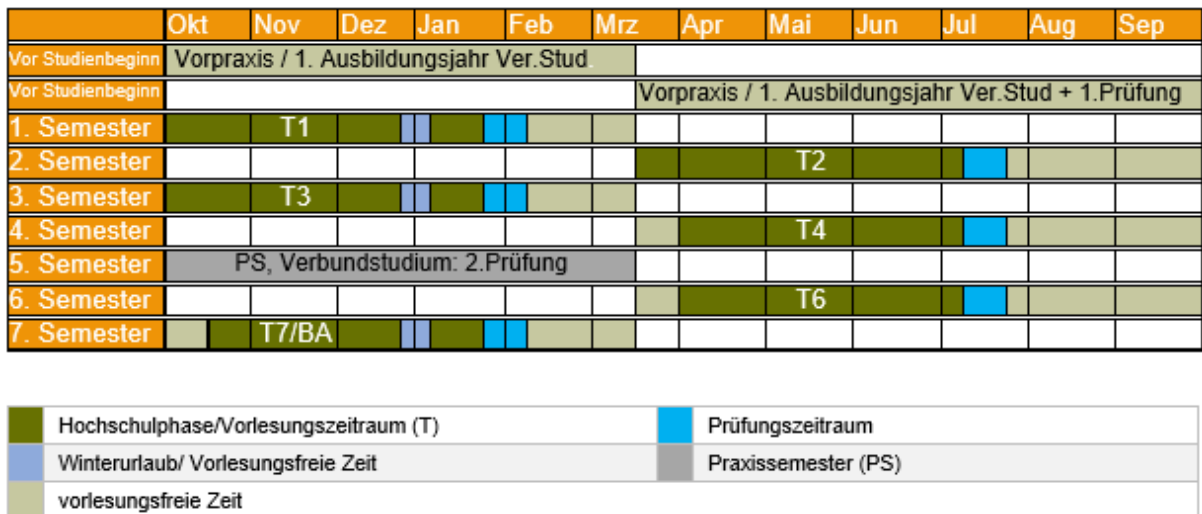 Okt Nov Dez Jan Feb Mrz Apr Mai Jun Jul Aug Sep
Vor Studienbeginn Vorpraxis / 1. Ausbildungsjahr Ver.Stud.
Vor Studienbeginn Vorpraxis / 1. Ausbildungsjahr Ver.Stud + 1.Prüfung
1. Semester T1
2. Semester T2
3. Semester T3
4. Semester T4
5. Semester PS, Verbundstudium: 2.Prüfung
6. Semester T6
7. Semester T7/BA
Hochschulphase/Vorlesungszeitraum (T) Prüfungszeitraum
Winterurlaub/ Vorlesungsfreie Zeit Praxissemester (PS)
vorlesungsfreie Zeit